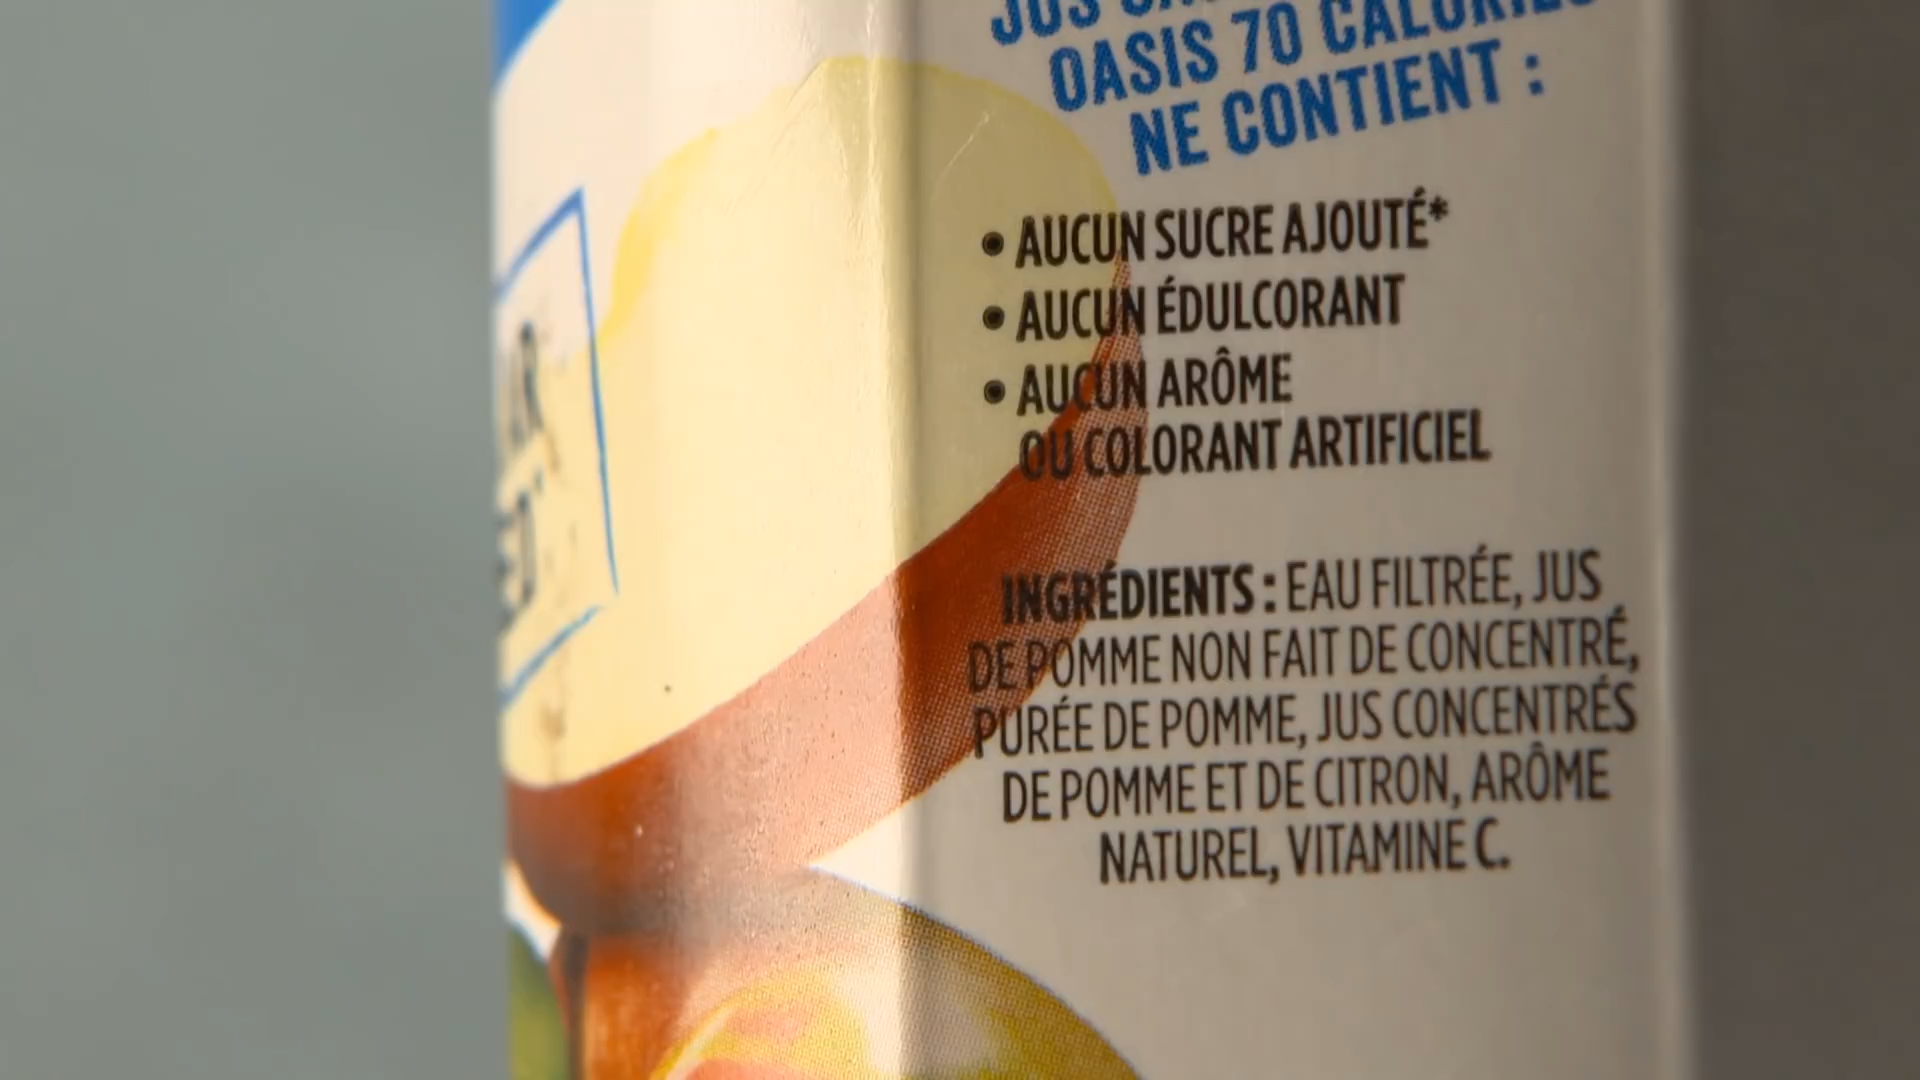 JUS
OASIS 70 CALORIES
NE CONTIENT :
• AUCUN SUCRE AJOUTÉ*
• AUCUN ÉDULCORANT
• AUCUN ARÔME
OU COLORANT ARTIFICIEL
INGRÉDIENTS : EAU FILTRÉE, JUS
DE POMME NON FAIT DE CONCENTRÉ,
PURÉE DE POMME, JUS CONCENTRÉS
DE POMME ET DE CITRON, ARÔME
NATUREL, VITAMINE C.